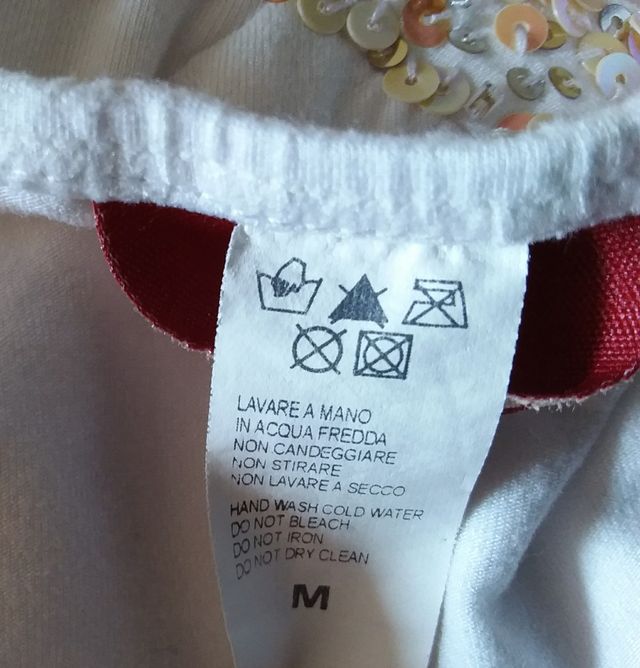 LAVARE A MANO
IN ACQUA FREDDA
NON CANDEGGIARE
NON STIRARE
NON LAVARE A SECCO
HAND WASH COLD WATER
DO NOT BLEACH
DO NOT IRON
DO NOT DRY CLEAN
M